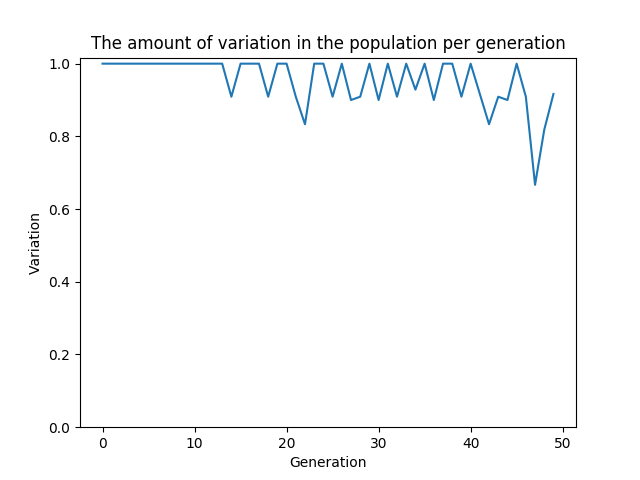 The amount of variation in the population per generation
1.0
0.8
0.6
0.4
0.2
0.0
Variation
0 10 20 30 40 50
Generation